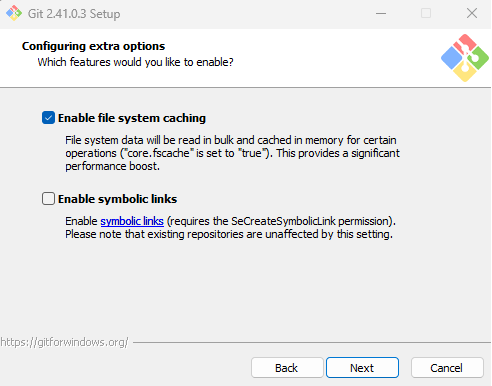 Git 2.41.0.3 Setup
Configuring extra options
Which features would you like to enable?
Enable file system caching
File system data will be read in bulk and cached in memory for certain
operations ("core.fscache" is set to "true"). This provides a significant
performance boost.
Enable symbolic links
Enable symbolic links (requires the SeCreateSymbolicLink permission).
Please note that existing repositories are unaffected by this setting.
https://gitforwindows.org/
Back Next Cancel